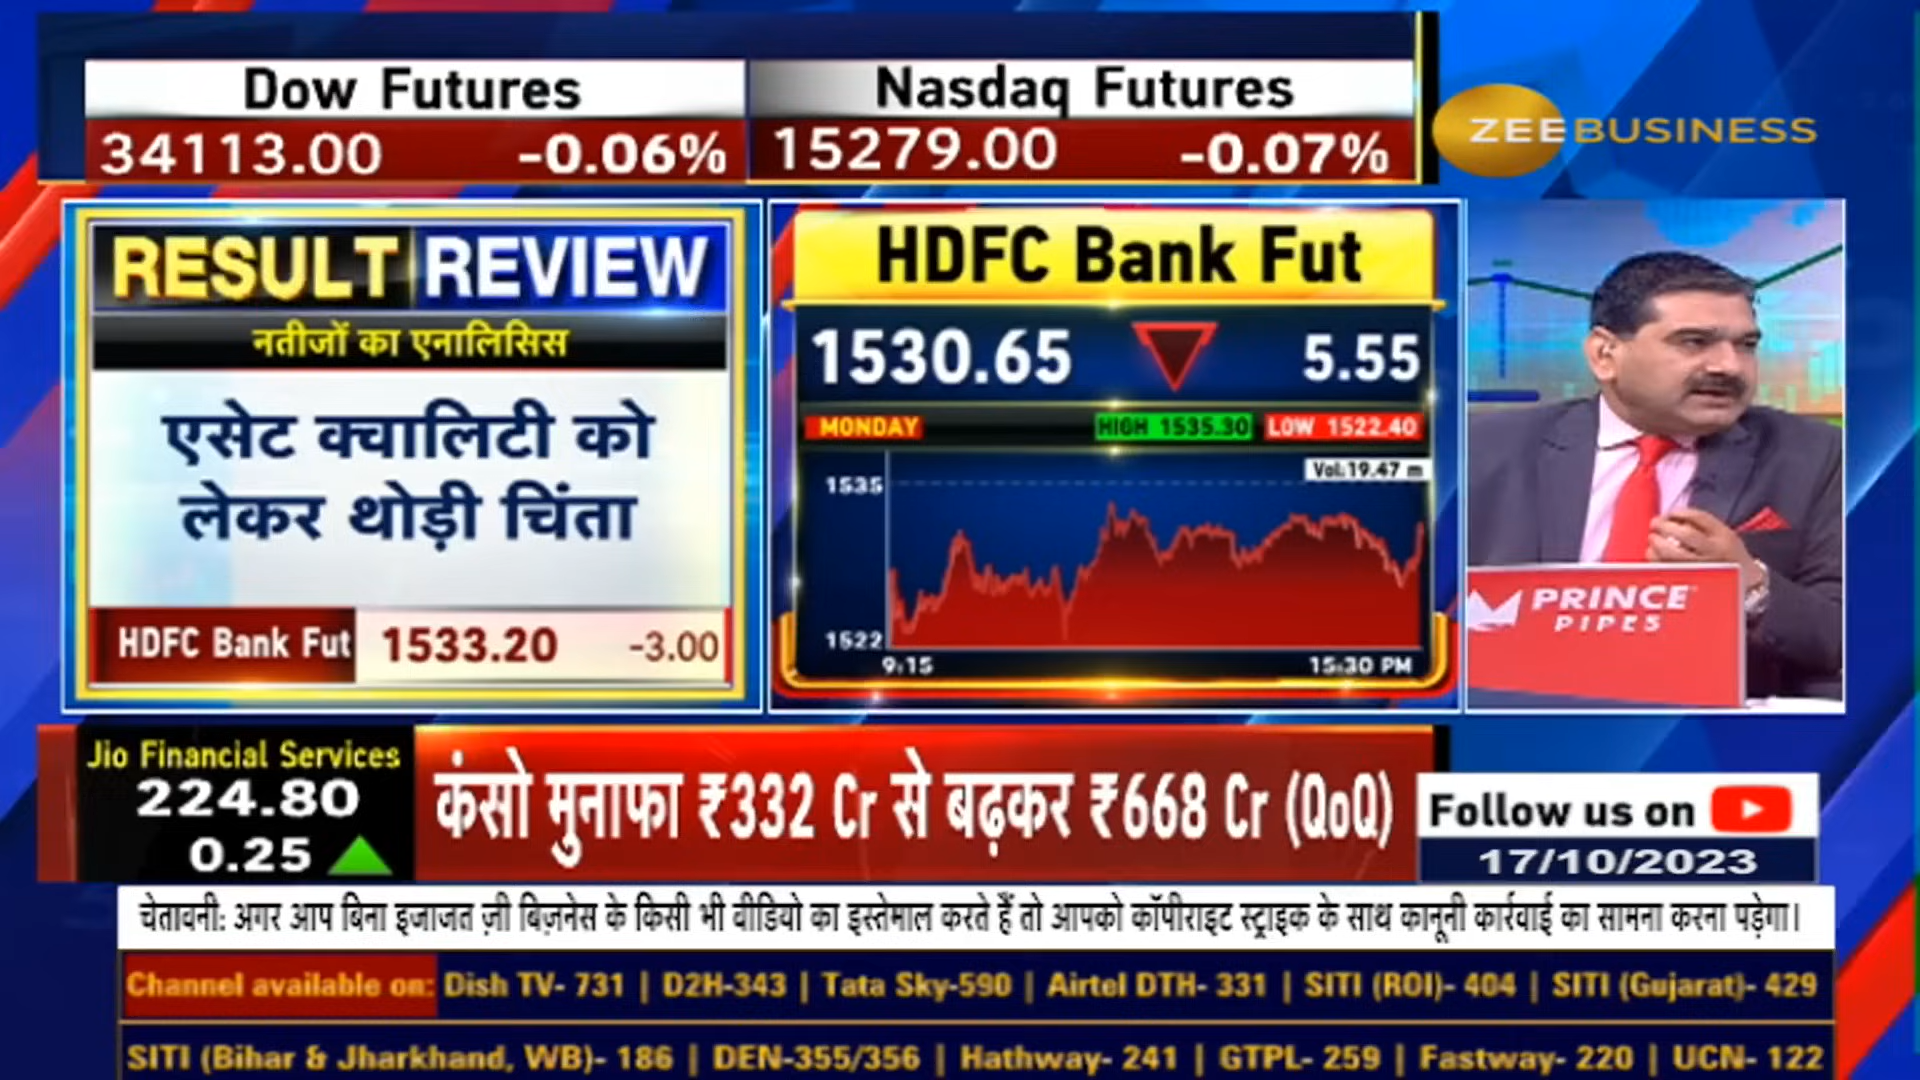 Dow Futures
34113.00 -0.06%
Nasdaq Futures
15279.00 -0.07%
ZEEBUSINESS
RESULT REVIEW
नतीजों का एनालिसिस
एसेट क्वालिटी को
लेकर थोड़ी चिंता
HDFC Bank Fut 1533.20 -3.00
HDFC Bank Fut
1530.65 5.55
MONDAY HIGH 1535.30 LOW 1522.40
Vol:19.47 m
1535
1522
9:15 15:30 PM
PRINCE
PIPES
Jio Financial Services
224.80
0.25
कंसो मुनाफा ₹332 Cr से बढ़कर ₹668 Cr (QoQ)
Follow us on
17/10/2023
चेतावनी: अगर आप बिना इजाजत ज़ी बिज़नेस के किसी भी वीडियो का इस्तेमाल करते हैं तो आपको कॉपीराइट स्ट्राइक के साथ कानूनी कार्रवाई का सामना करना पड़ेगा।
Channel available on: Dish TV- 731 | D2H-343 | Tata Sky-590 | Airtel DTH- 331 | SITI (ROI)- 404 | SITI (Gujarat)- 429
SITI (Bihar & Jharkhand, WB)- 186 | DEN-355/356 | Hathway- 241 | GTPL- 259 | Fastway- 220 | UCN- 122